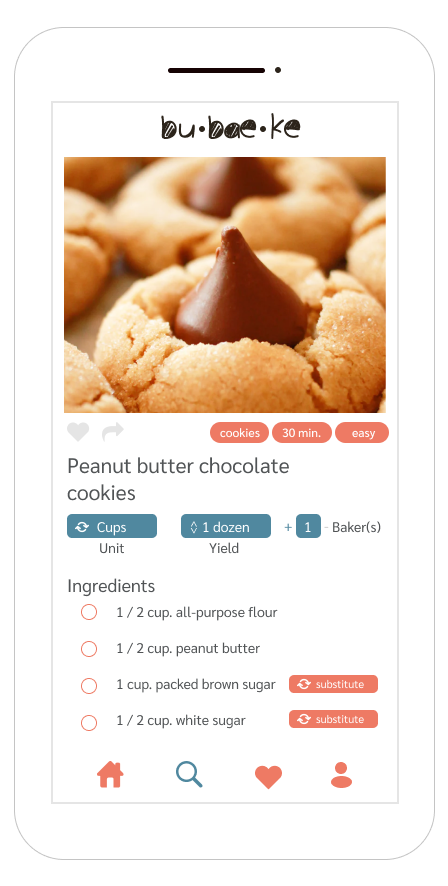 bu•bae•ke
cookies 30 min. easy
Peanut butter chocolate
cookies
Cups 1 dozen + 1 - Baker(s)
Unit Yield
Ingredients
1 / 2 cup. all-purpose flour
1 / 2 cup. peanut butter
1 cup. packed brown sugar substitute
1 / 2 cup. white sugar substitute